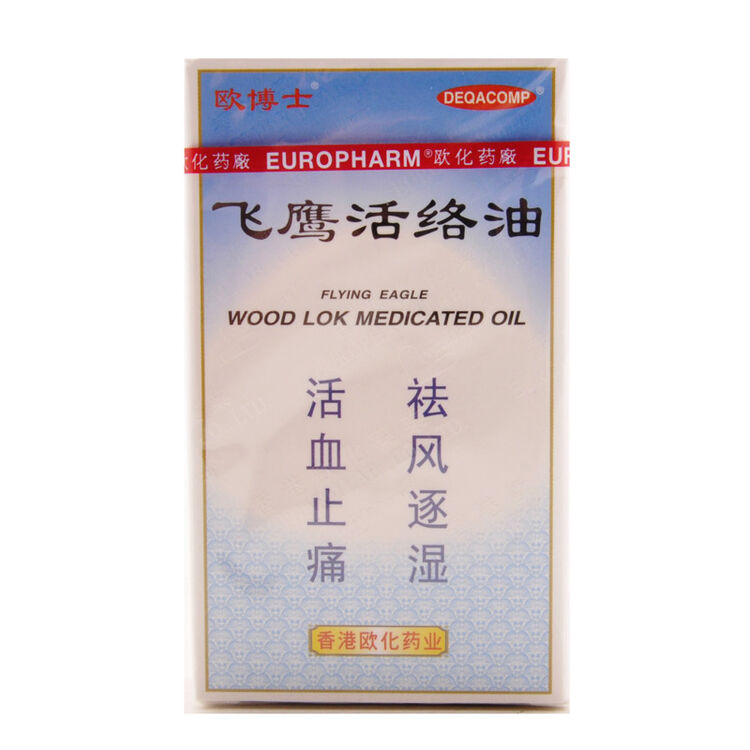 欧博士®
DEQACOMP®
欧化药廠 EUROPHARM®欧化药廠 EUR
飞鹰活络油
FLYING EAGLE
WOOD LOK MEDICATED OIL
祛风逐湿
活血止痛
香港欧化药业